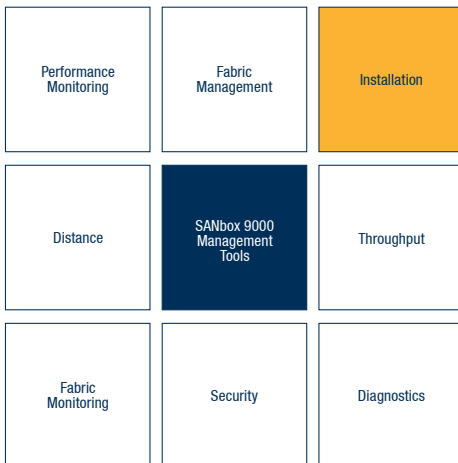 Performance
Monitoring
Fabric
Management
Installation
Distance
SANbox 9000
Management
Tools
Throughput
Fabric
Monitoring
Security
Diagnostics